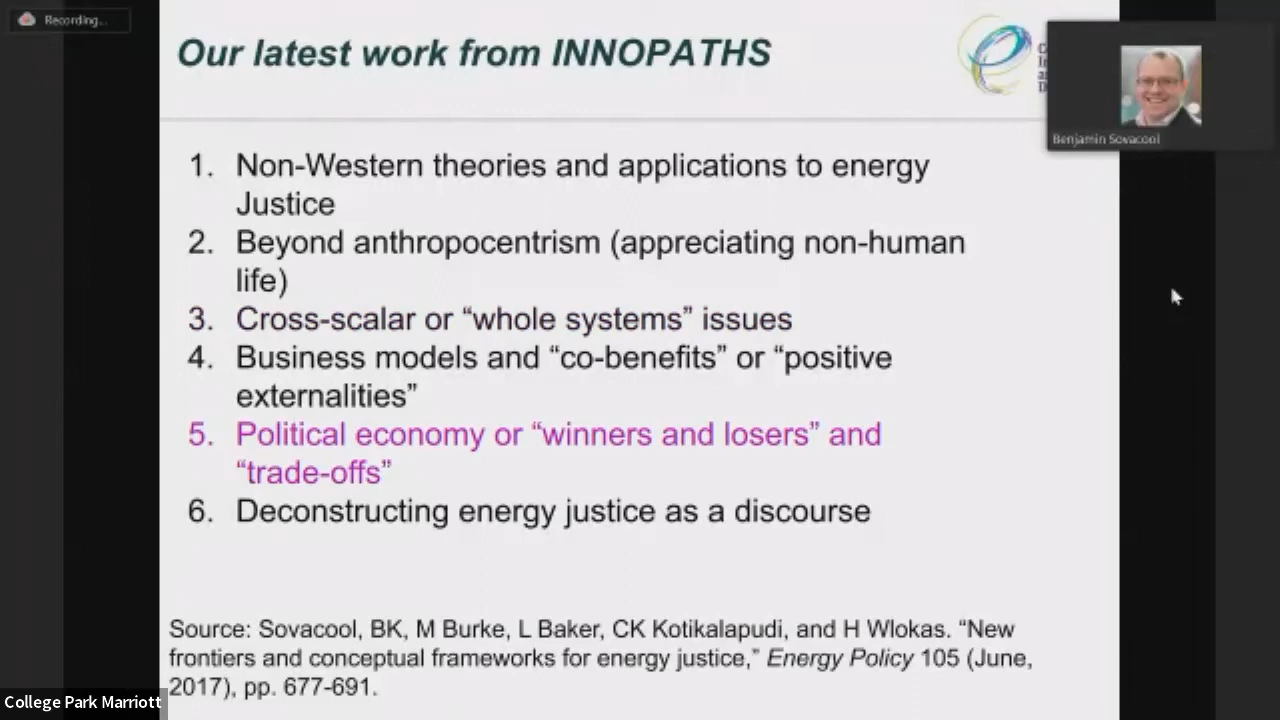 Recording...
Our latest work from INNOPATHS
Benjamin Sovacool
1. Non-Western theories and applications to energy
Justice
2. Beyond anthropocentrism (appreciating non-human
life)
3. Cross-scalar or “whole systems” issues
4. Business models and “co-benefits” or “positive
externalities”
5. Political economy or “winners and losers” and
“trade-offs”
6. Deconstructing energy justice as a discourse
Source: Sovacool, BK, M Burke, L Baker, CK Kotikalapudi, and H Wlokas. “New
frontiers and conceptual frameworks for energy justice,” Energy Policy 105 (June,
2017), pp. 677-691.
College Park Marriott